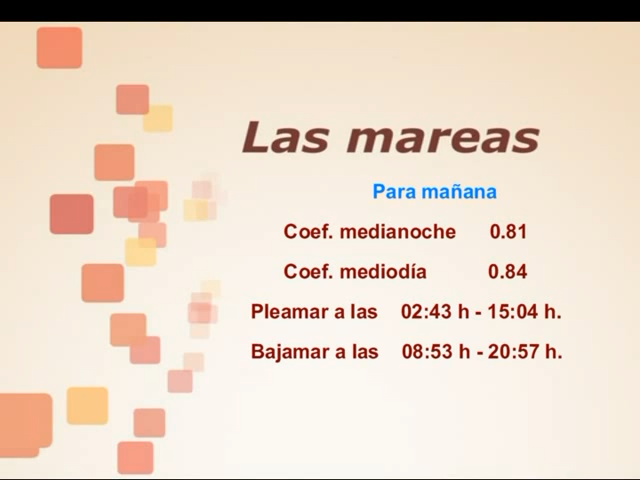 Las mareas
Para mañana
Coef. medianoche 0.81
Coef. mediodía 0.84
Pleamar a las 02:43 h - 15:04 h.
Bajamar a las 08:53 h - 20:57 h.